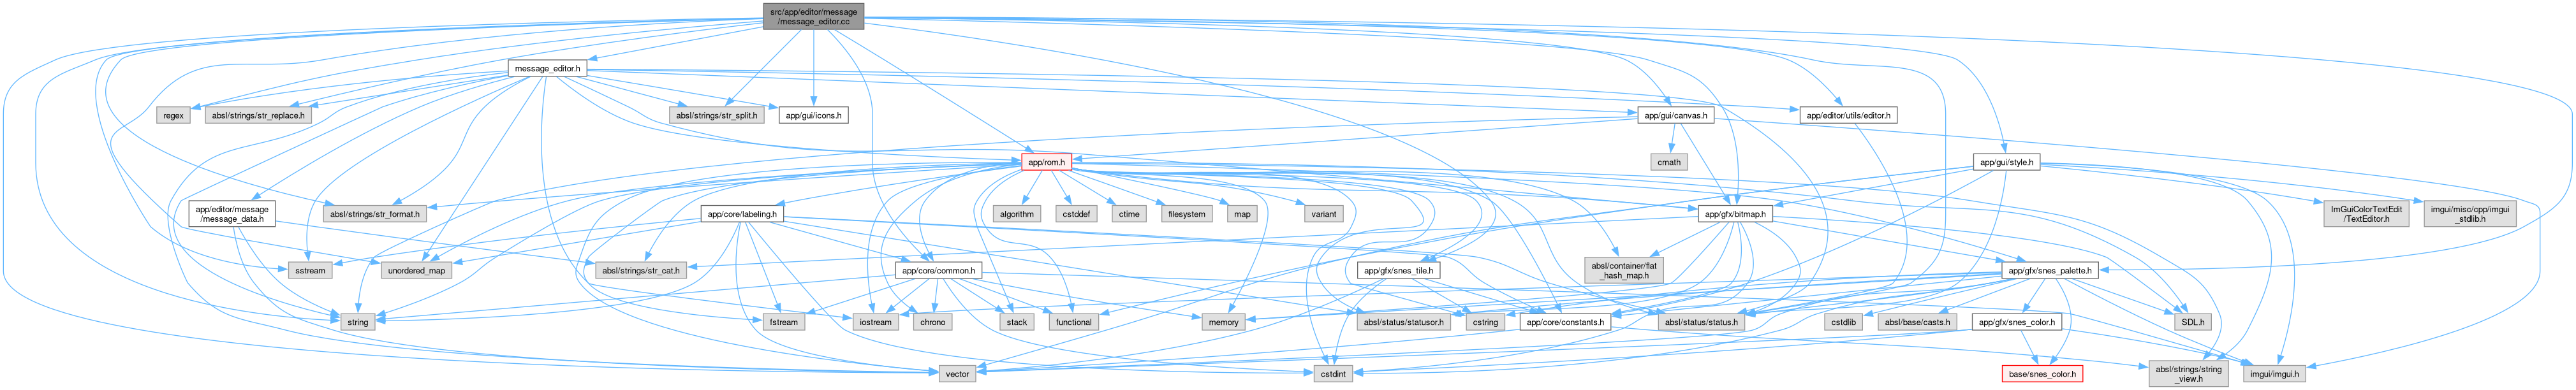 src/app/editor/message
/message_editor.cc
message_editor.h
regex
absl/strings/str_replace.h
absl/strings/str_split.h
app/gui/icons.h
app/gui/canvas.h
app/editor/utils/editor.h
app/rom.h
cmath
app/gui/style.h
app/editor/message
/message_data.h
absl/strings/str_format.h
app/core/labeling.h
algorithm
cstddef
ctime
filesystem
map
variant
app/gfx/bitmap.h
ImGuiColorTextEdit
/TextEditor.h
imgui/misc/cpp/imgui
_stdlib.h
sstream
unordered_map
absl/strings/str_cat.h
app/core/common.h
app/gfx/snes_tile.h
absl/container/flat
_hash_map.h
app/gfx/snes_palette.h
string
fstream
iostream
chrono
stack
functional
memory
absl/status/statusor.h
cstring
app/core/constants.h
absl/status/status.h
cstdlib
absl/base/casts.h
app/gfx/snes_color.h
SDL.h
vector
cstdint
base/snes_color.h
absl/strings/string
_view.h
imgui/imgui.h